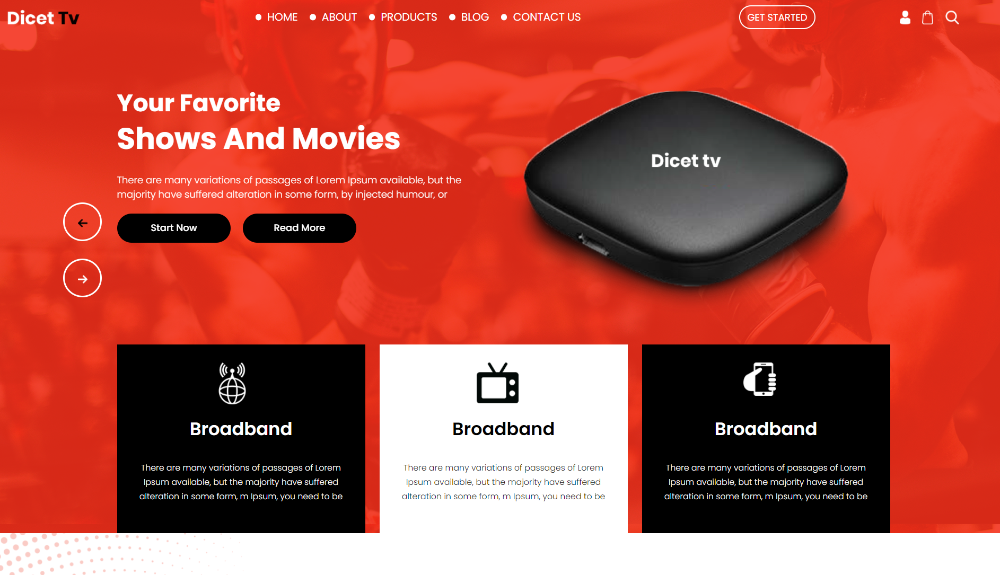 Dicet Tv
HOME ABOUT PRODUCTS BLOG CONTACT US
GET STARTED
Your Favorite
Shows And Movies
There are many variations of passages of Lorem Ipsum available, but the
majority have suffered alteration in some form, by injected humour, or
Start Now
Read More
Dicet tv
Broadband
There are many variations of passages of Lorem
Ipsum available, but the majority have suffered
alteration in some form, m Ipsum, you need to be
Broadband
There are many variations of passages of Lorem
Ipsum available, but the majority have suffered
alteration in some form, m Ipsum, you need to be
Broadband
There are many variations of passages of Lorem
Ipsum available, but the majority have suffered
alteration in some form, m Ipsum, you need to be